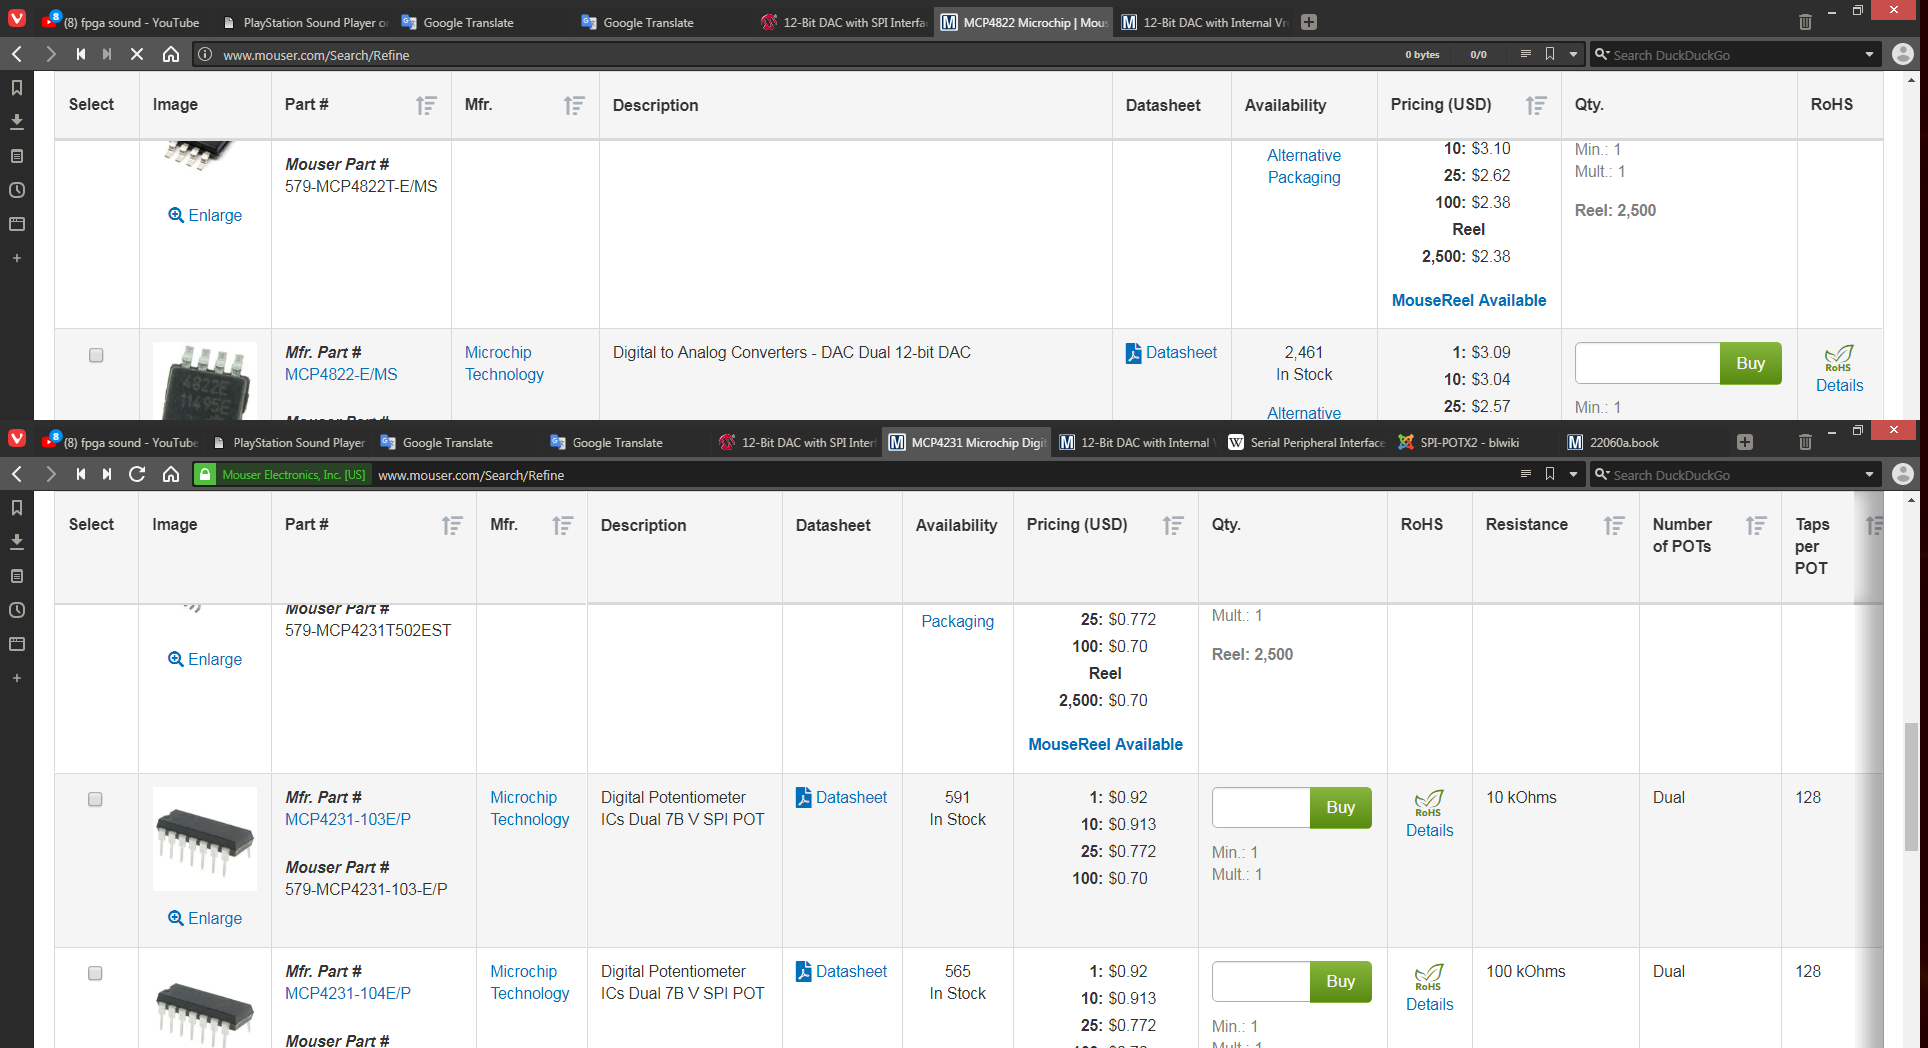 (8) fpga sound - YouTube
PlayStation Sound Player or
Google Translate
Google Translate
12-Bit DAC with SPI Interfa
MCP4822 Microchip | Mous
12-Bit DAC with Internal Vr
www.mouser.com/Search/Refine
0 bytes
0/0
Search DuckDuckGo
Select
Image
Part #
Mfr.
Description
Datasheet
Availability
Pricing (USD)
Qty.
RoHS
Enlarge
Mouser Part #
579-MCP4822T-E/MS
Alternative
Packaging
10: $3.10
25: $2.62
100: $2.38
Reel
2,500: $2.38
MouseReel Available
Min.: 1
Mult.: 1
Reel: 2,500
4822E
11495E
Mfr. Part #
MCP4822-E/MS
Mouser Part #
Microchip
Technology
Digital to Analog Converters - DAC Dual 12-bit DAC
Datasheet
2,461
In Stock
Alternative
1: $3.09
10: $3.04
25: $2.57
Buy
Min.: 1
RoHS
Details
(8) fpga sound - YouTube
PlayStation Sound Player
Google Translate
Google Translate
12-Bit DAC with SPI Interf
MCP4231 Microchip Digit
12-Bit DAC with Internal V
Serial Peripheral Interface
SPI-POTX2 - blwiki
22060a.book
Mouser Electronics, Inc. [US]
www.mouser.com/Search/Refine
Search DuckDuckGo
Select
Image
Part #
Mfr.
Description
Datasheet
Availability
Pricing (USD)
Qty.
RoHS
Resistance
Number
of POTs
Taps
per
POT
Enlarge
Mouser Part #
579-MCP4231T502EST
Packaging
25: $0.772
100: $0.70
Reel
2,500: $0.70
MouseReel Available
Mult.: 1
Reel: 2,500
Enlarge
Mfr. Part #
MCP4231-103E/P
Mouser Part #
579-MCP4231-103-E/P
Microchip
Technology
Digital Potentiometer
ICs Dual 7B V SPI POT
Datasheet
591
In Stock
1: $0.92
10: $0.913
25: $0.772
100: $0.70
Buy
Min.: 1
Mult.: 1
RoHS
Details
10 kOhms
Dual
128
Mfr. Part #
MCP4231-104E/P
Mouser Part #
Microchip
Technology
Digital Potentiometer
ICs Dual 7B V SPI POT
Datasheet
565
In Stock
1: $0.92
10: $0.913
25: $0.772
Buy
Min.: 1
Mult.: 1
RoHS
Details
100 kOhms
Dual
128